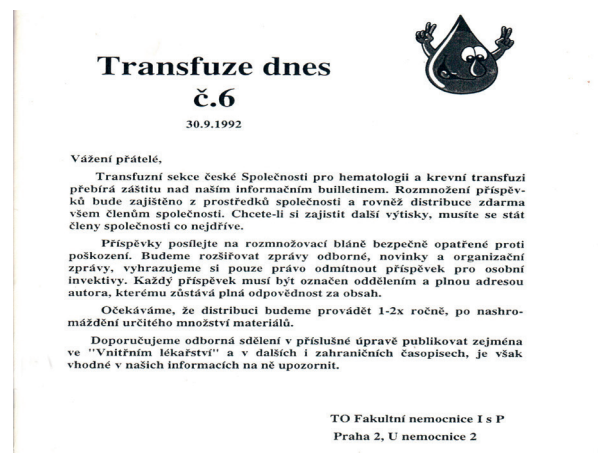 Transfuze dnes
č.6
30.9.1992
Vážení přátelé,
Transfuzní sekce české Společnosti pro hematologii a krevní transfuzi
přebírá záštitu nad naším informačním builletinem. Rozmnožení příspěv-
ků bude zajištěno z prostředků společnosti a rovněž distribuce zdarma
všem členům společnosti. Chcete-li si zajistit další výtisky, musíte se stát
členy společnosti co nejdříve.
Příspěvky posílejte na rozmnožovací bláně bezpečně opatřené proti
poškození. Budeme rozšiřovat zprávy odborné, novinky a organizační
zprávy, vyhrazujeme si pouze právo odmítnout příspěvek pro osobní
invektivy. Každý příspěvek musí být označen oddělením a plnou adresou
autora, kterému zůstává plná odpovědnost za obsah.
Očekáváme, že distribuci budeme provádět 1-2x ročně, po nashro-
máždění určitého množství materiálů.
Doporučujeme odborná sdělení v příslušné úpravě publikovat zejména
ve "Vnitřním lékařství" a v dalších i zahraničních časopisech, je však
vhodné v našich informacích na ně upozornit.
TO Fakultní nemocnice I s P
Praha 2, U nemocnice 2